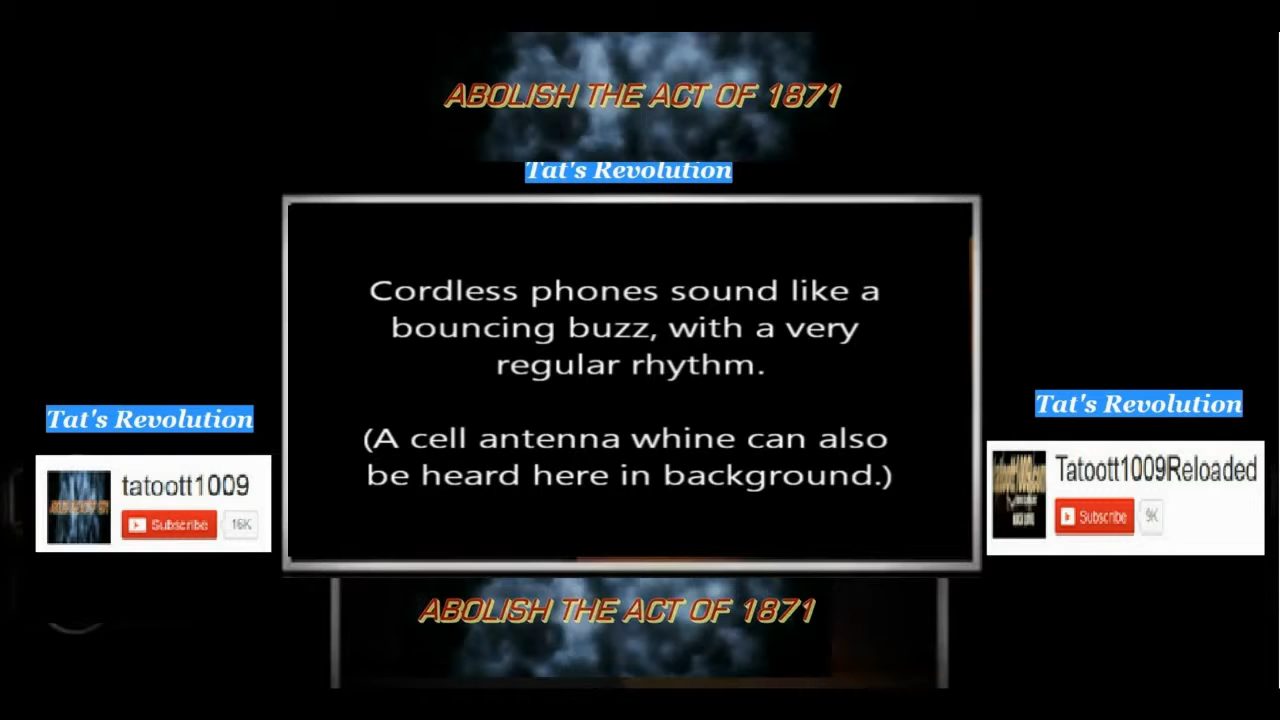 ABOLISH THE ACT OF 1871
Tat's Revolution
Cordless phones sound like a
bouncing buzz, with a very
regular rhythm.
(A cell antenna whine can also
be heard here in background.)
Tat's Revolution
tatoott1009
Subscribe 16K
Tat's Revolution
Tatoott1009Reloaded
Subscribe 9K
ABOLISH THE ACT OF 1871